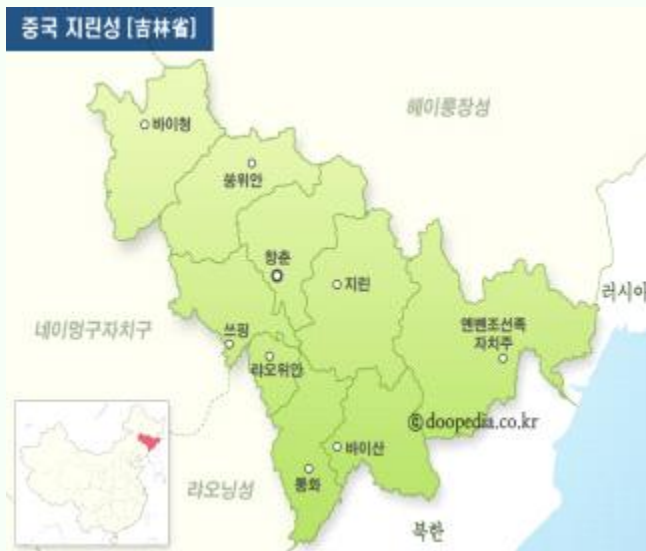 중국 지린성 [吉林省]
헤이룽장성
바이청
쑹위안
창춘
지린
러시아
옌볜조선족
자치주
네이멍구자치구
쓰핑
랴오위안
©doopedia.co.kr
바이산
랴오닝성
퉁화
북한